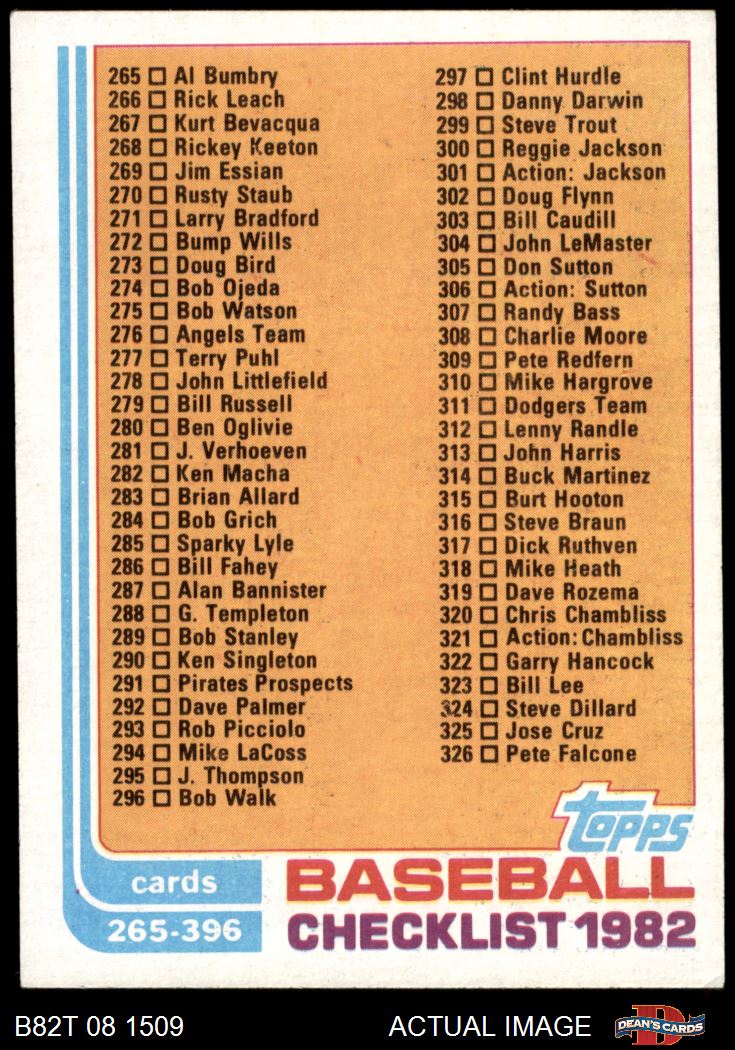 265 Al Bumbry
266 Rick Leach
267 Kurt Bevacqua
268 Rickey Keeton
269 Jim Essian
270 Rusty Staub
271 Larry Bradford
272 Bump Wills
273 Doug Bird
274 Bob Ojeda
275 Bob Watson
276 Angels Team
277 Terry Puhl
278 John Littlefield
279 Bill Russell
280 Ben Oglivie
281 J. Verhoeven
282 Ken Macha
283 Brian Allard
284 Bob Grich
285 Sparky Lyle
286 Bill Fahey
287 Alan Bannister
288 G. Templeton
289 Bob Stanley
290 Ken Singleton
291 Pirates Prospects
292 Dave Palmer
293 Rob Picciolo
294 Mike LaCoss
295 J. Thompson
296 Bob Walk
297 Clint Hurdle
298 Danny Darwin
299 Steve Trout
300 Reggie Jackson
301 Action: Jackson
302 Doug Flynn
303 Bill Caudill
304 John LeMaster
305 Don Sutton
306 Action: Sutton
307 Randy Bass
308 Charlie Moore
309 Pete Redfern
310 Mike Hargrove
311 Dodgers Team
312 Lenny Randle
313 John Harris
314 Buck Martinez
315 Burt Hooton
316 Steve Braun
317 Dick Ruthven
318 Mike Heath
319 Dave Rozema
320 Chris Chambliss
321 Action: Chambliss
322 Garry Hancock
323 Bill Lee
324 Steve Dillard
325 Jose Cruz
326 Pete Falcone
topps
cards
265-396
BASEBALL
CHECKLIST 1982
B82T 08 1509
ACTUAL IMAGE
D
DEAN'S CARDS